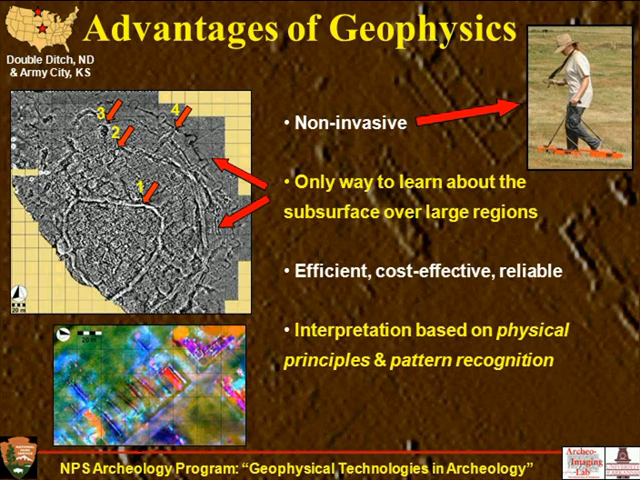 Advantages of Geophysics
Double Ditch, ND
& Army City, KS
3
4
2
1
20 m
• Non-invasive
• Only way to learn about the
subsurface over large regions
• Efficient, cost-effective, reliable
• Interpretation based on physical
principles & pattern recognition
20 m
NPS Archeology Program: “Geophysical Technologies in Archeology”
Archeo-
Imaging
Lab